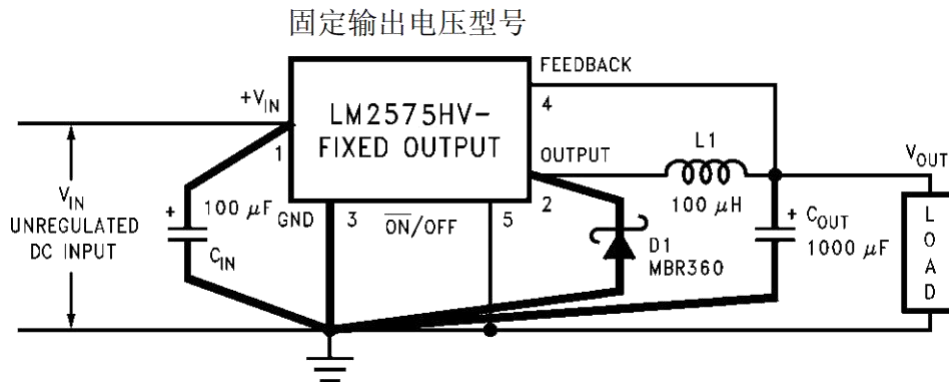 固定输出电压型号
FEEDBACK
+VIN
4
LM2575HV-
FIXED OUTPUT
1
OUTPUT
L1
VOUT
VIN
UNREGULATED
DC INPUT
+
100 μF
CIN
GND
3
ON/OFF
5
2
100 μH
D1
MBR360
+
COUT
1000 μF
LOAD